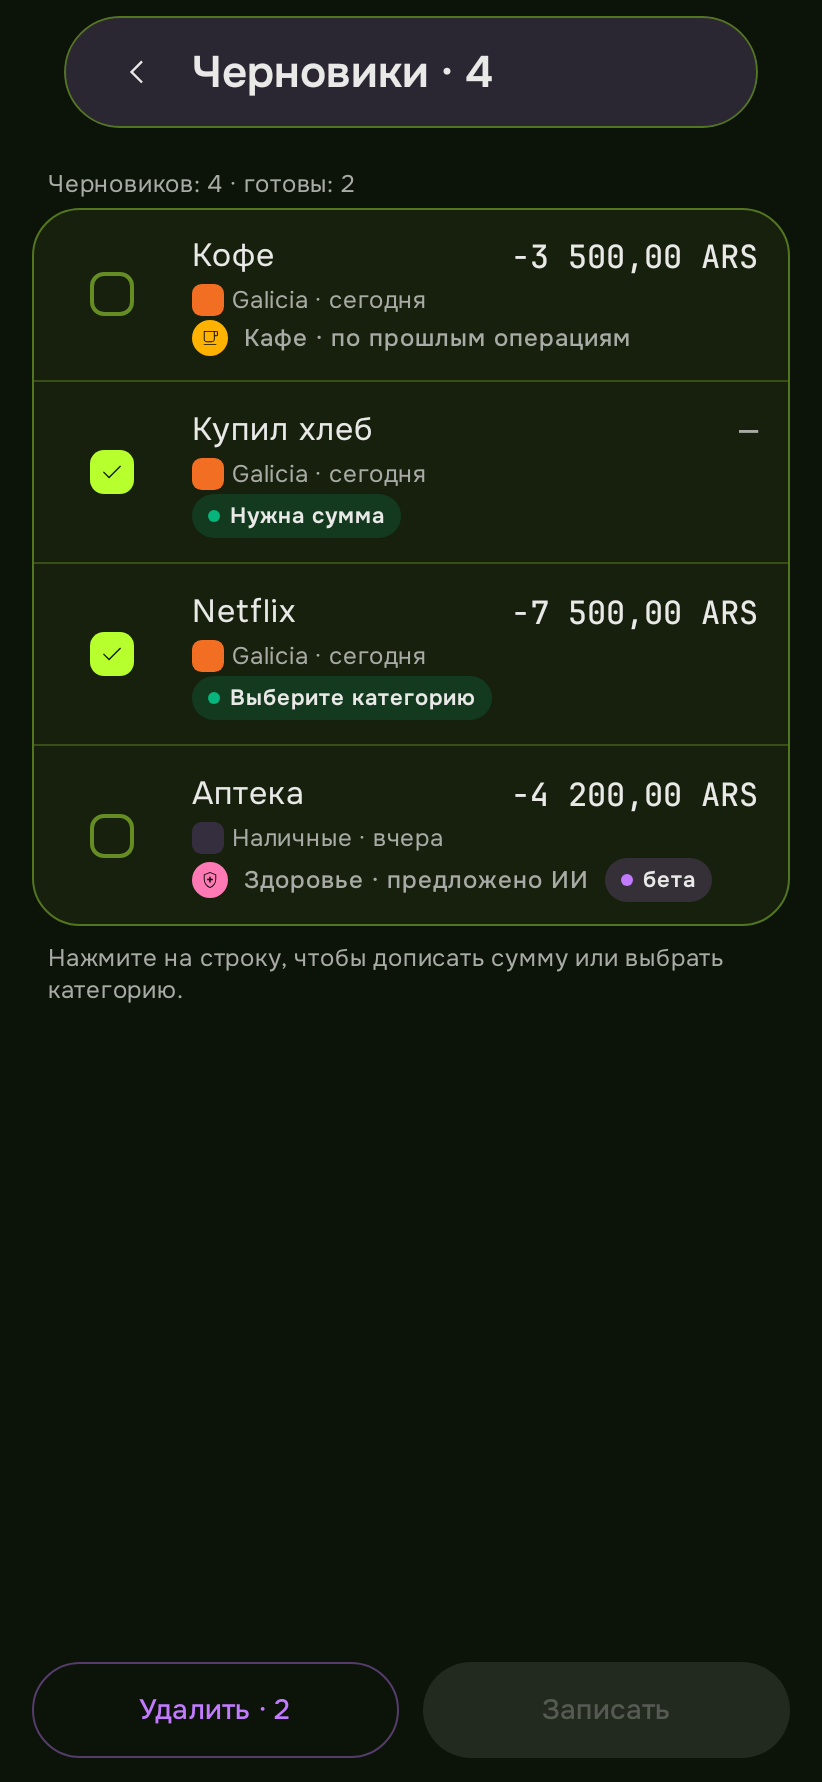 Черновики · 4
Черновиков: 4 · готовы: 2
Кофе -3 500,00 ARS
Galicia · сегодня
Кафе · по прошлым операциям
Купил хлеб —
Galicia · сегодня
Нужна сумма
Netflix -7 500,00 ARS
Galicia · сегодня
Выберите категорию
Аптека -4 200,00 ARS
Наличные · вчера
Здоровье · предложено ИИ бета
Нажмите на строку, чтобы дописать сумму или выбрать
категорию.
Удалить · 2 Записать